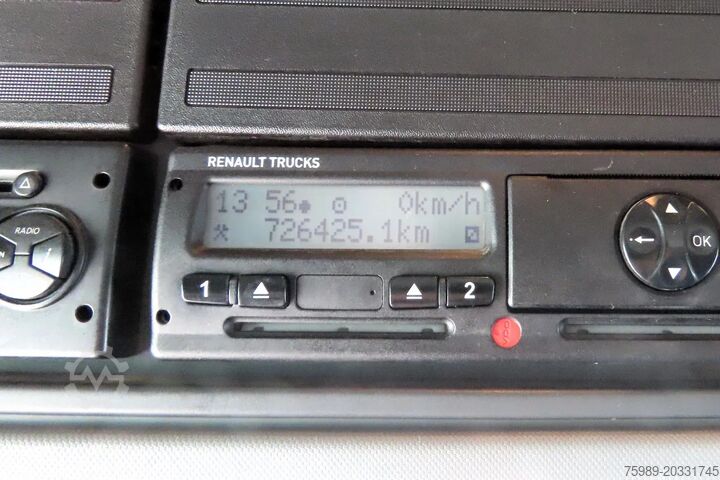 RENAULT TRUCKS
13 56 0km/h
726425.1km
RADIO
OK
1
2
75989-20331745